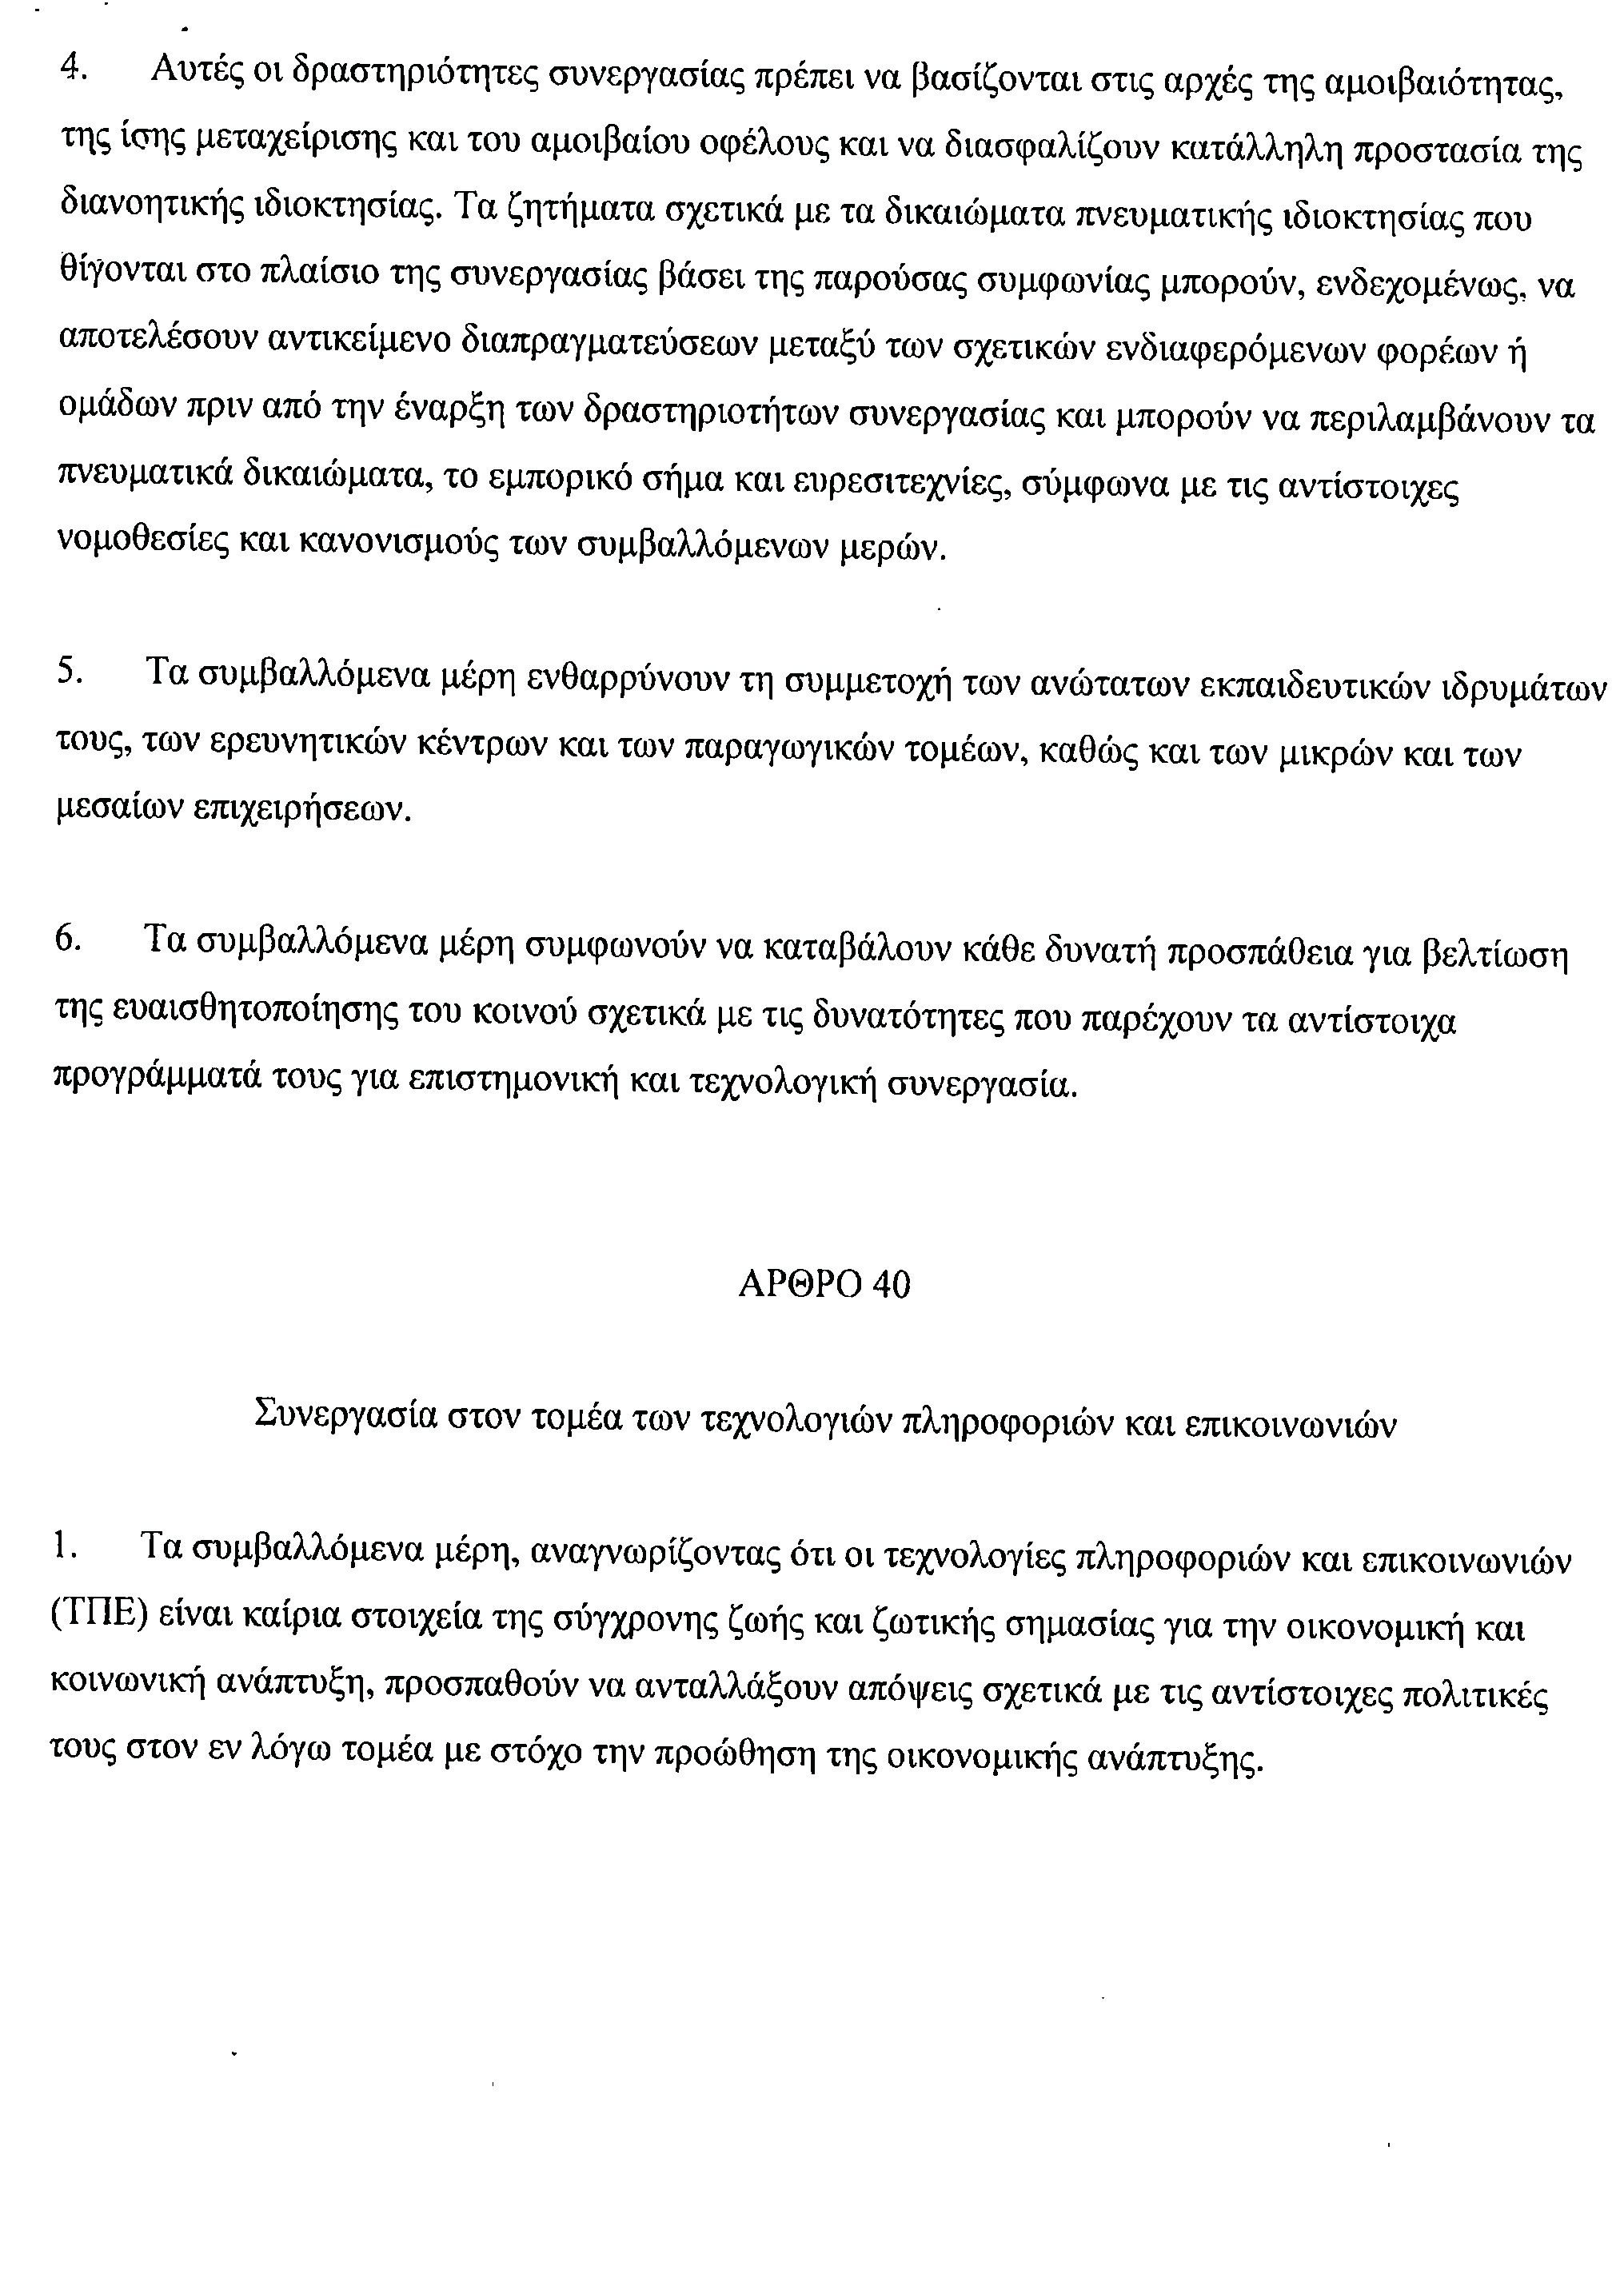 4. Αυτές οι δραστηριότητες συνεργασίας πρέπει να βασίζονται στις αρχές της αμοιβαιότητας,
της ίσης μεταχείρισης και του αμοιβαίου οφέλους και να διασφαλίζουν κατάλληλη προστασία της
διανοητικής ιδιοκτησίας. Τα ζητήματα σχετικά με τα δικαιώματα πνευματικής ιδιοκτησίας που
θίγονται στο πλαίσιο της συνεργασίας βάσει της παρούσας συμφωνίας μπορούν, ενδεχομένως, να
αποτελέσουν αντικείμενο διαπραγματεύσεων μεταξύ των σχετικών ενδιαφερόμενων φορέων ή
ομάδων πριν από την έναρξη των δραστηριοτήτων συνεργασίας και μπορούν να περιλαμβάνουν τα
πνευματικά δικαιώματα, το εμπορικό σήμα και ευρεσιτεχνίες, σύμφωνα με τις αντίστοιχες
νομοθεσίες και κανονισμούς των συμβαλλόμενων μερών.
5. Τα συμβαλλόμενα μέρη ενθαρρύνουν τη συμμετοχή των ανώτατων εκπαιδευτικών ιδρυμάτων
τους, των ερευνητικών κέντρων και των παραγωγικών τομέων, καθώς και των μικρών και των
μεσαίων επιχειρήσεων.
6. Τα συμβαλλόμενα μέρη συμφωνούν να καταβάλουν κάθε δυνατή προσπάθεια για βελτίωση
της ευαισθητοποίησης του κοινού σχετικά με τις δυνατότητες που παρέχουν τα αντίστοιχα
προγράμματά τους για επιστημονική και τεχνολογική συνεργασία.
ΑΡΘΡΟ 40
Συνεργασία στον τομέα των τεχνολογιών πληροφοριών και επικοινωνιών
1. Τα συμβαλλόμενα μέρη, αναγνωρίζοντας ότι οι τεχνολογίες πληροφοριών και επικοινωνιών
(ΤΠΕ) είναι καίρια στοιχεία της σύγχρονης ζωής και ζωτικής σημασίας για την οικονομική και
κοινωνική ανάπτυξη, προσπαθούν να ανταλλάξουν απόψεις σχετικά με τις αντίστοιχες πολιτικές
τους στον εν λόγω τομέα με στόχο την προώθηση της οικονομικής ανάπτυξης.